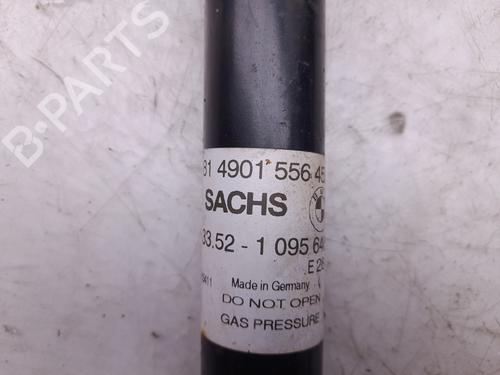 81 4901 556 45
SACHS
33.52 - 1 095 64
E 28
Made in Germany
DO NOT OPEN
GAS PRESSURE
B-PARTS